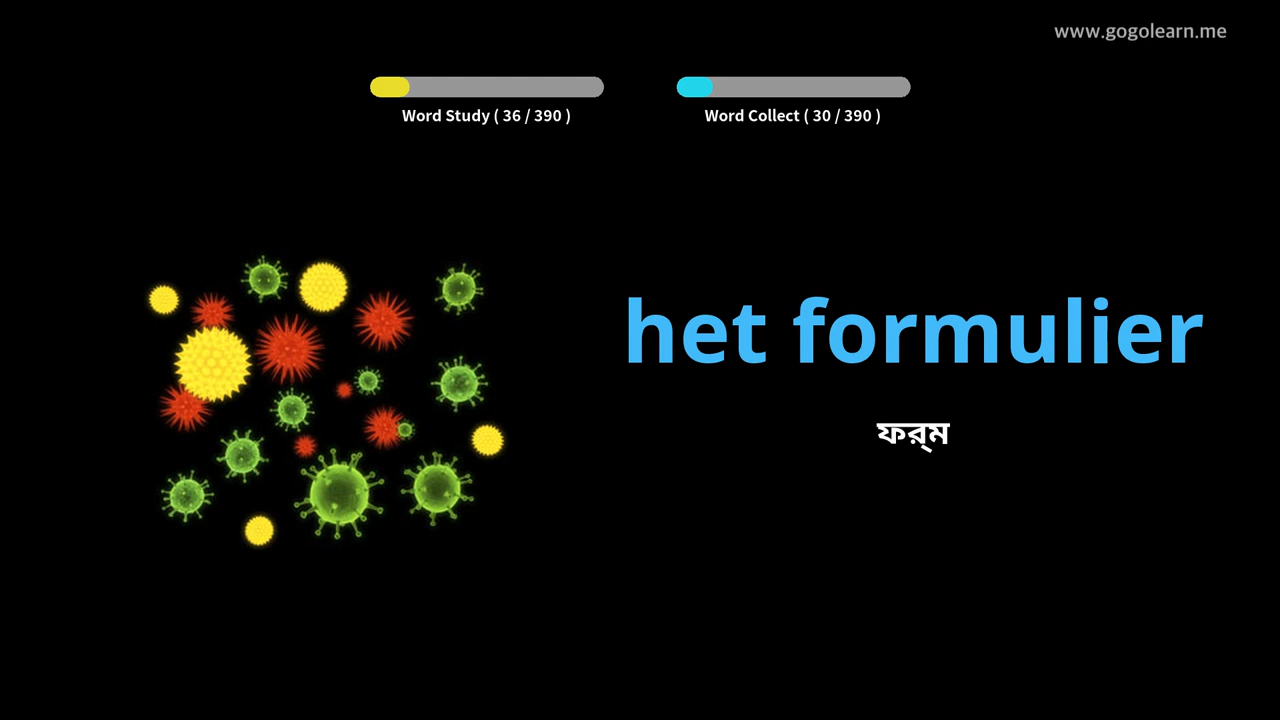 www.gogolearn.me
Word Study ( 36 / 390 )
Word Collect ( 30 / 390 )
het formulier
ফর্ম